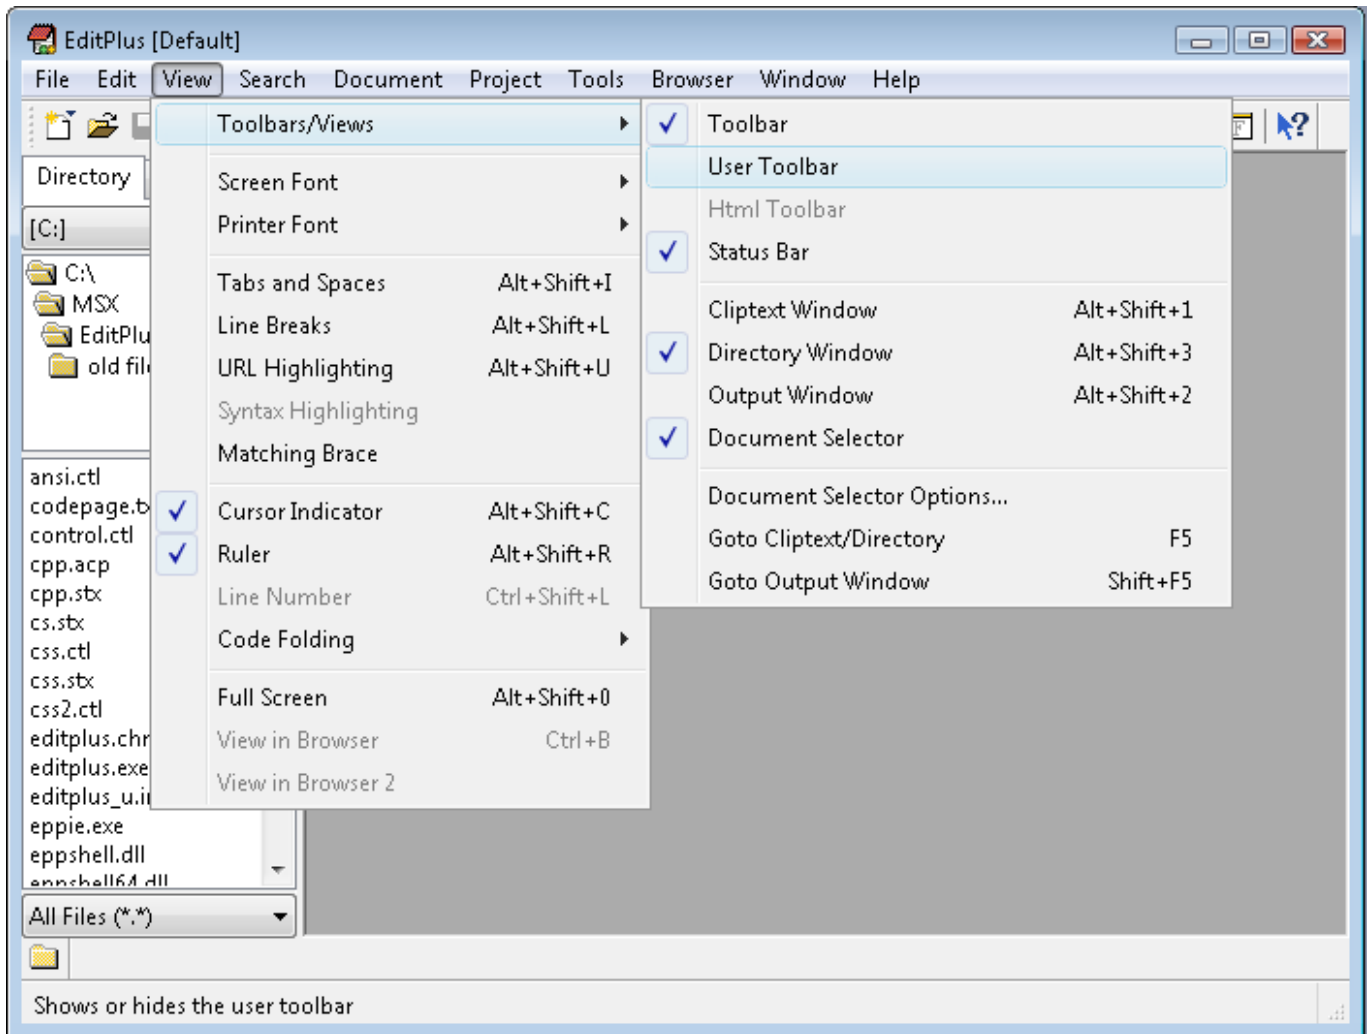 EditPlus [Default]
File Edit View Search Document Project Tools Browser Window Help
Directory
[C:]
C:\
MSX
EditPlu
old file
ansi.ctl
control.ctl
cpp.acp
cpp.stx
cs.stx
css.ctl
css.stx
css2.ctl
editplus.chr
editplus.exe
editplus_u.i
eppie.exe
eppshell.dll
eppshell64.dll
All Files (*.*)
Toolbars/Views
Screen Font
Printer Font
Tabs and Spaces Alt+Shift+I
Line Breaks Alt+Shift+L
URL Highlighting Alt+Shift+U
Syntax Highlighting
Matching Brace
Cursor Indicator Alt+Shift+C
Ruler Alt+Shift+R
Line Number Ctrl+Shift+L
Code Folding
Full Screen Alt+Shift+0
View in Browser Ctrl+B
View in Browser 2
Toolbar
User Toolbar
Html Toolbar
Status Bar
Cliptext Window Alt+Shift+1
Directory Window Alt+Shift+3
Output Window Alt+Shift+2
Document Selector
Document Selector Options...
Goto Cliptext/Directory F5
Goto Output Window Shift+F5
Shows or hides the user toolbar